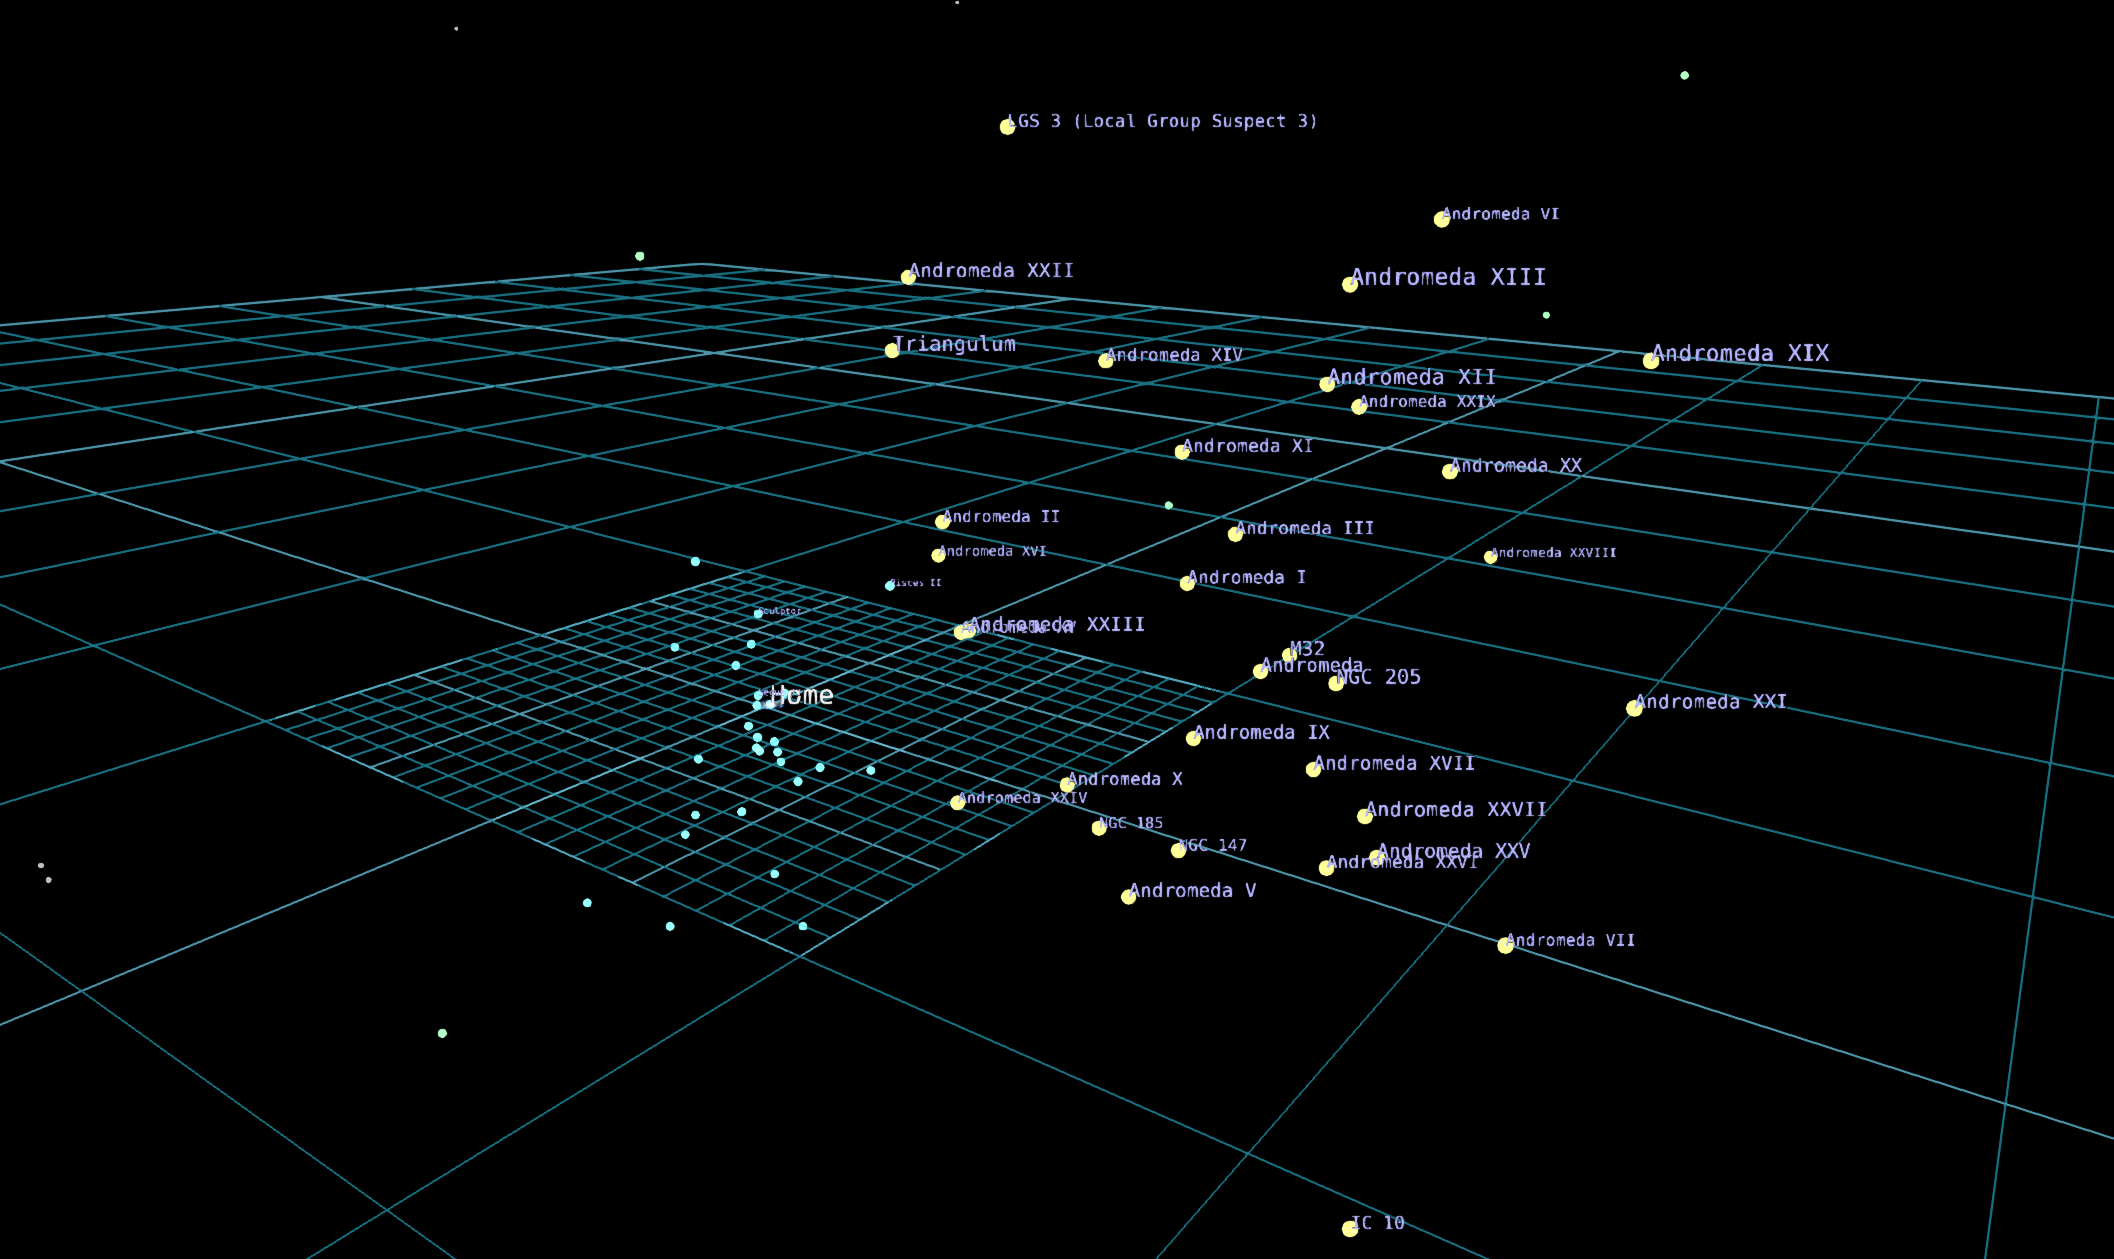 LGS 3 (Local Group Suspect 3)
Andromeda VI
Andromeda XXII
Andromeda XIII
Triangulum
Andromeda XIV
Andromeda XIX
Andromeda XII
Andromeda XXIX
Andromeda XI
Andromeda XX
Andromeda II
Andromeda III
Andromeda XVI
Andromeda XXVIII
Andromeda I
Pisces II
Sculptor
Andromeda XXIII
M32
Andromeda
NGC 205
Home
Andromeda XXI
Andromeda IX
Andromeda XVII
Andromeda X
Andromeda XXIV
Andromeda XXVII
NGC 185
NGC 147
Andromeda XXV
Andromeda XXVI
Andromeda V
Andromeda VII
IC 10